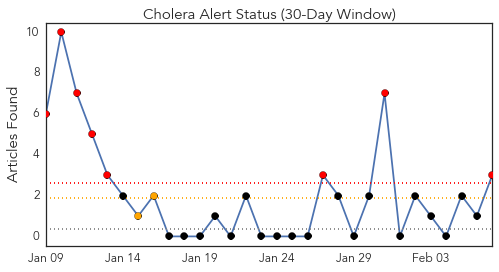 Cholera Alert Status (30-Day Window)
Articles Found
10
8
6
4
2
0
Jan 09
Jan 14
Jan 19
Jan 24
Jan 29
Feb 03